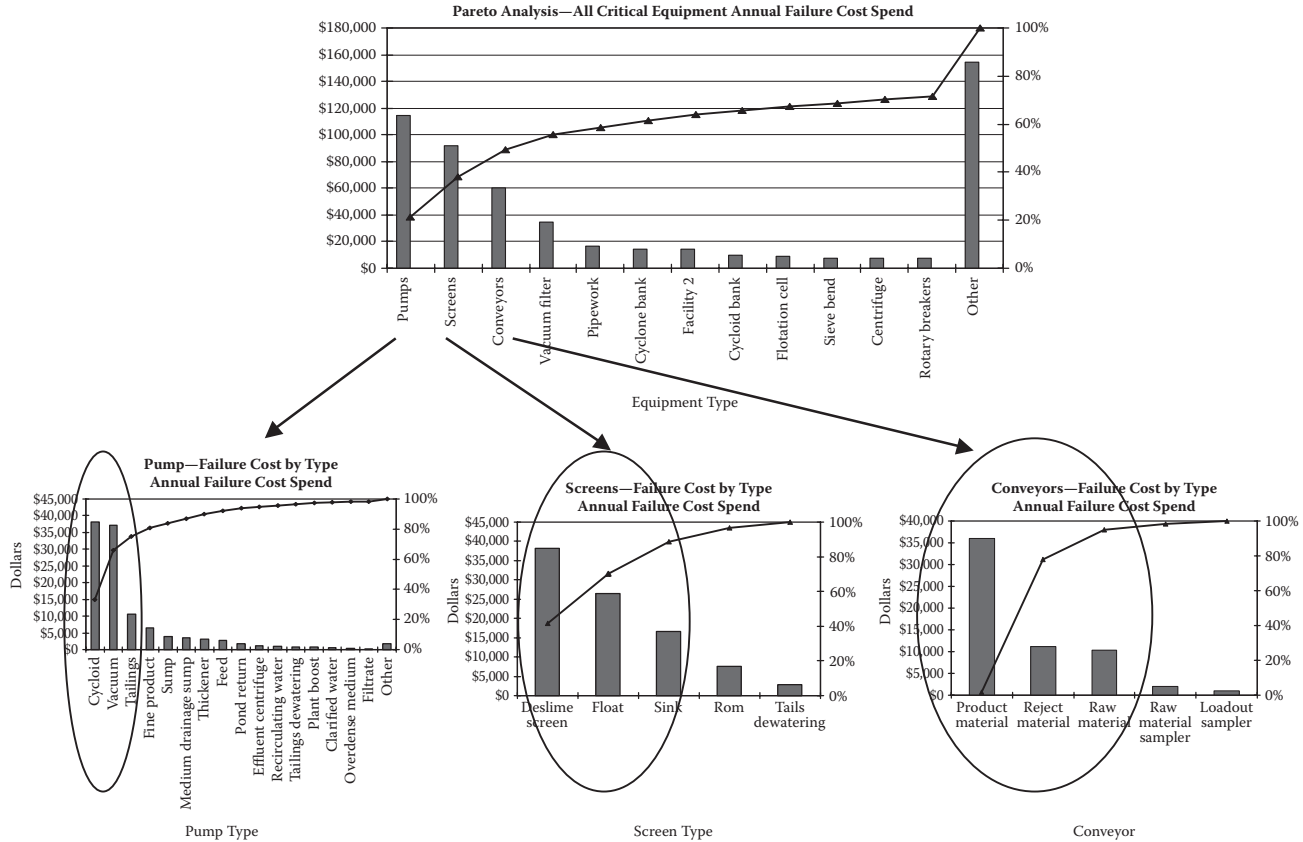 Pareto Analysis—All Critical Equipment Annual Failure Cost Spend
$180,000
$160,000
$140,000
$120,000
$100,000
$80,000
$60,000
$40,000
$20,000
$0
100%
80%
60%
40%
20%
0%
Pumps
Screens
Conveyors
Vacuum filter
Pipework
Cyclone bank
Facility 2
Cycloid bank
Flotation cell
Sieve bend
Centrifuge
Rotary breakers
Other
Equipment Type
Pump—Failure Cost by Type
Annual Failure Cost Spend
Dollars
$45,000
$40,000
$35,000
$30,000
$25,000
$20,000
$15,000
$10,000
$5,000
$0
100%
80%
60%
40%
20%
0%
Cycloid
Vacuum
Tailings
Fine product
Sump
Medium drainage sump
Thickener
Feed
Pond return
Effluent centrifuge
Recirculating water
Tailings dewatering
Plant boost
Clarified water
Overdense medium
Filtrate
Other
Pump Type
Screens—Failure Cost by Type
Annual Failure Cost Spend
Dollars
$45,000
$40,000
$35,000
$30,000
$25,000
$20,000
$15,000
$10,000
$5,000
$0
100%
80%
60%
40%
20%
0%
Deslime
screen
Float
Sink
Rom
Tails
dewatering
Screen Type
Conveyors—Failure Cost by Type
Annual Failure Cost Spend
Dollars
$40,000
$35,000
$30,000
$25,000
$20,000
$15,000
$10,000
$5,000
$0
100%
80%
60%
40%
20%
0%
Product
material
Reject
material
Raw
material
Raw
material
sampler
Loadout
sampler
Conveyor